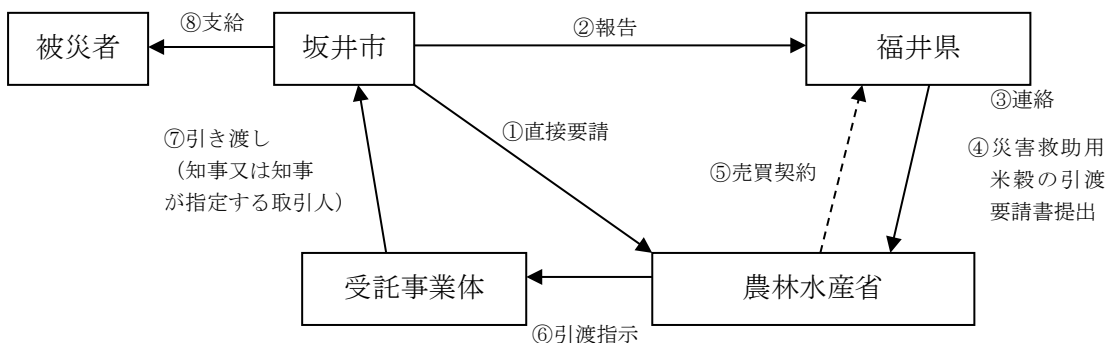 ⑧支給
②報告
被災者
坂井市
福井県
③連絡
①直接要請
⑦引き渡し
（知事又は知事
が指定する取引人）
④災害救助用
米穀の引渡
要請書提出
⑤売買契約
受託事業体
農林水産省
⑥引渡指示